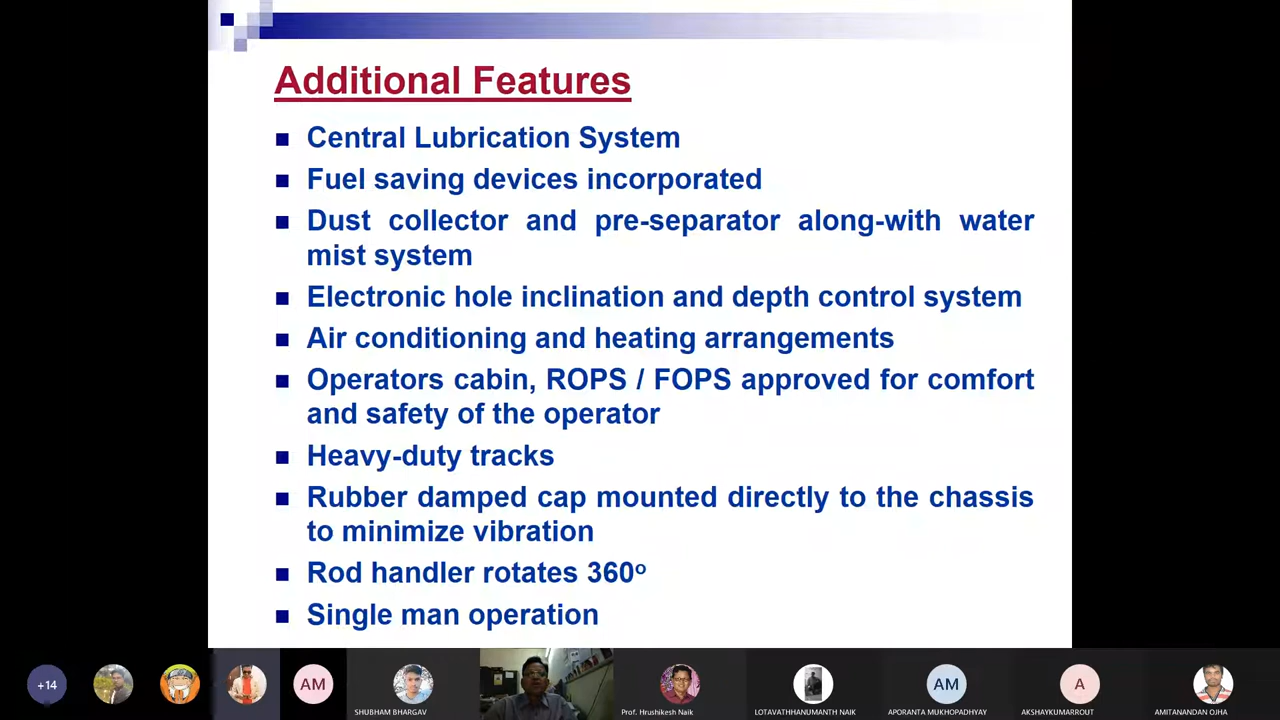 Additional Features
Central Lubrication System
Fuel saving devices incorporated
Dust collector and pre-separator along-with water
mist system
Electronic hole inclination and depth control system
Air conditioning and heating arrangements
Operators cabin, ROPS / FOPS approved for comfort
and safety of the operator
Heavy-duty tracks
Rubber damped cap mounted directly to the chassis
to minimize vibration
Rod handler rotates 360º
Single man operation
+14
AM
SHUBHAM BHARGAV
Prof. Hrushikesh Naik
LOTAVATHHANUMANTH NAIK
AM
APORANTA MUKHOPADHYAY
A
AKSHAYKUMARROUT
AMITANANDAN OJHA